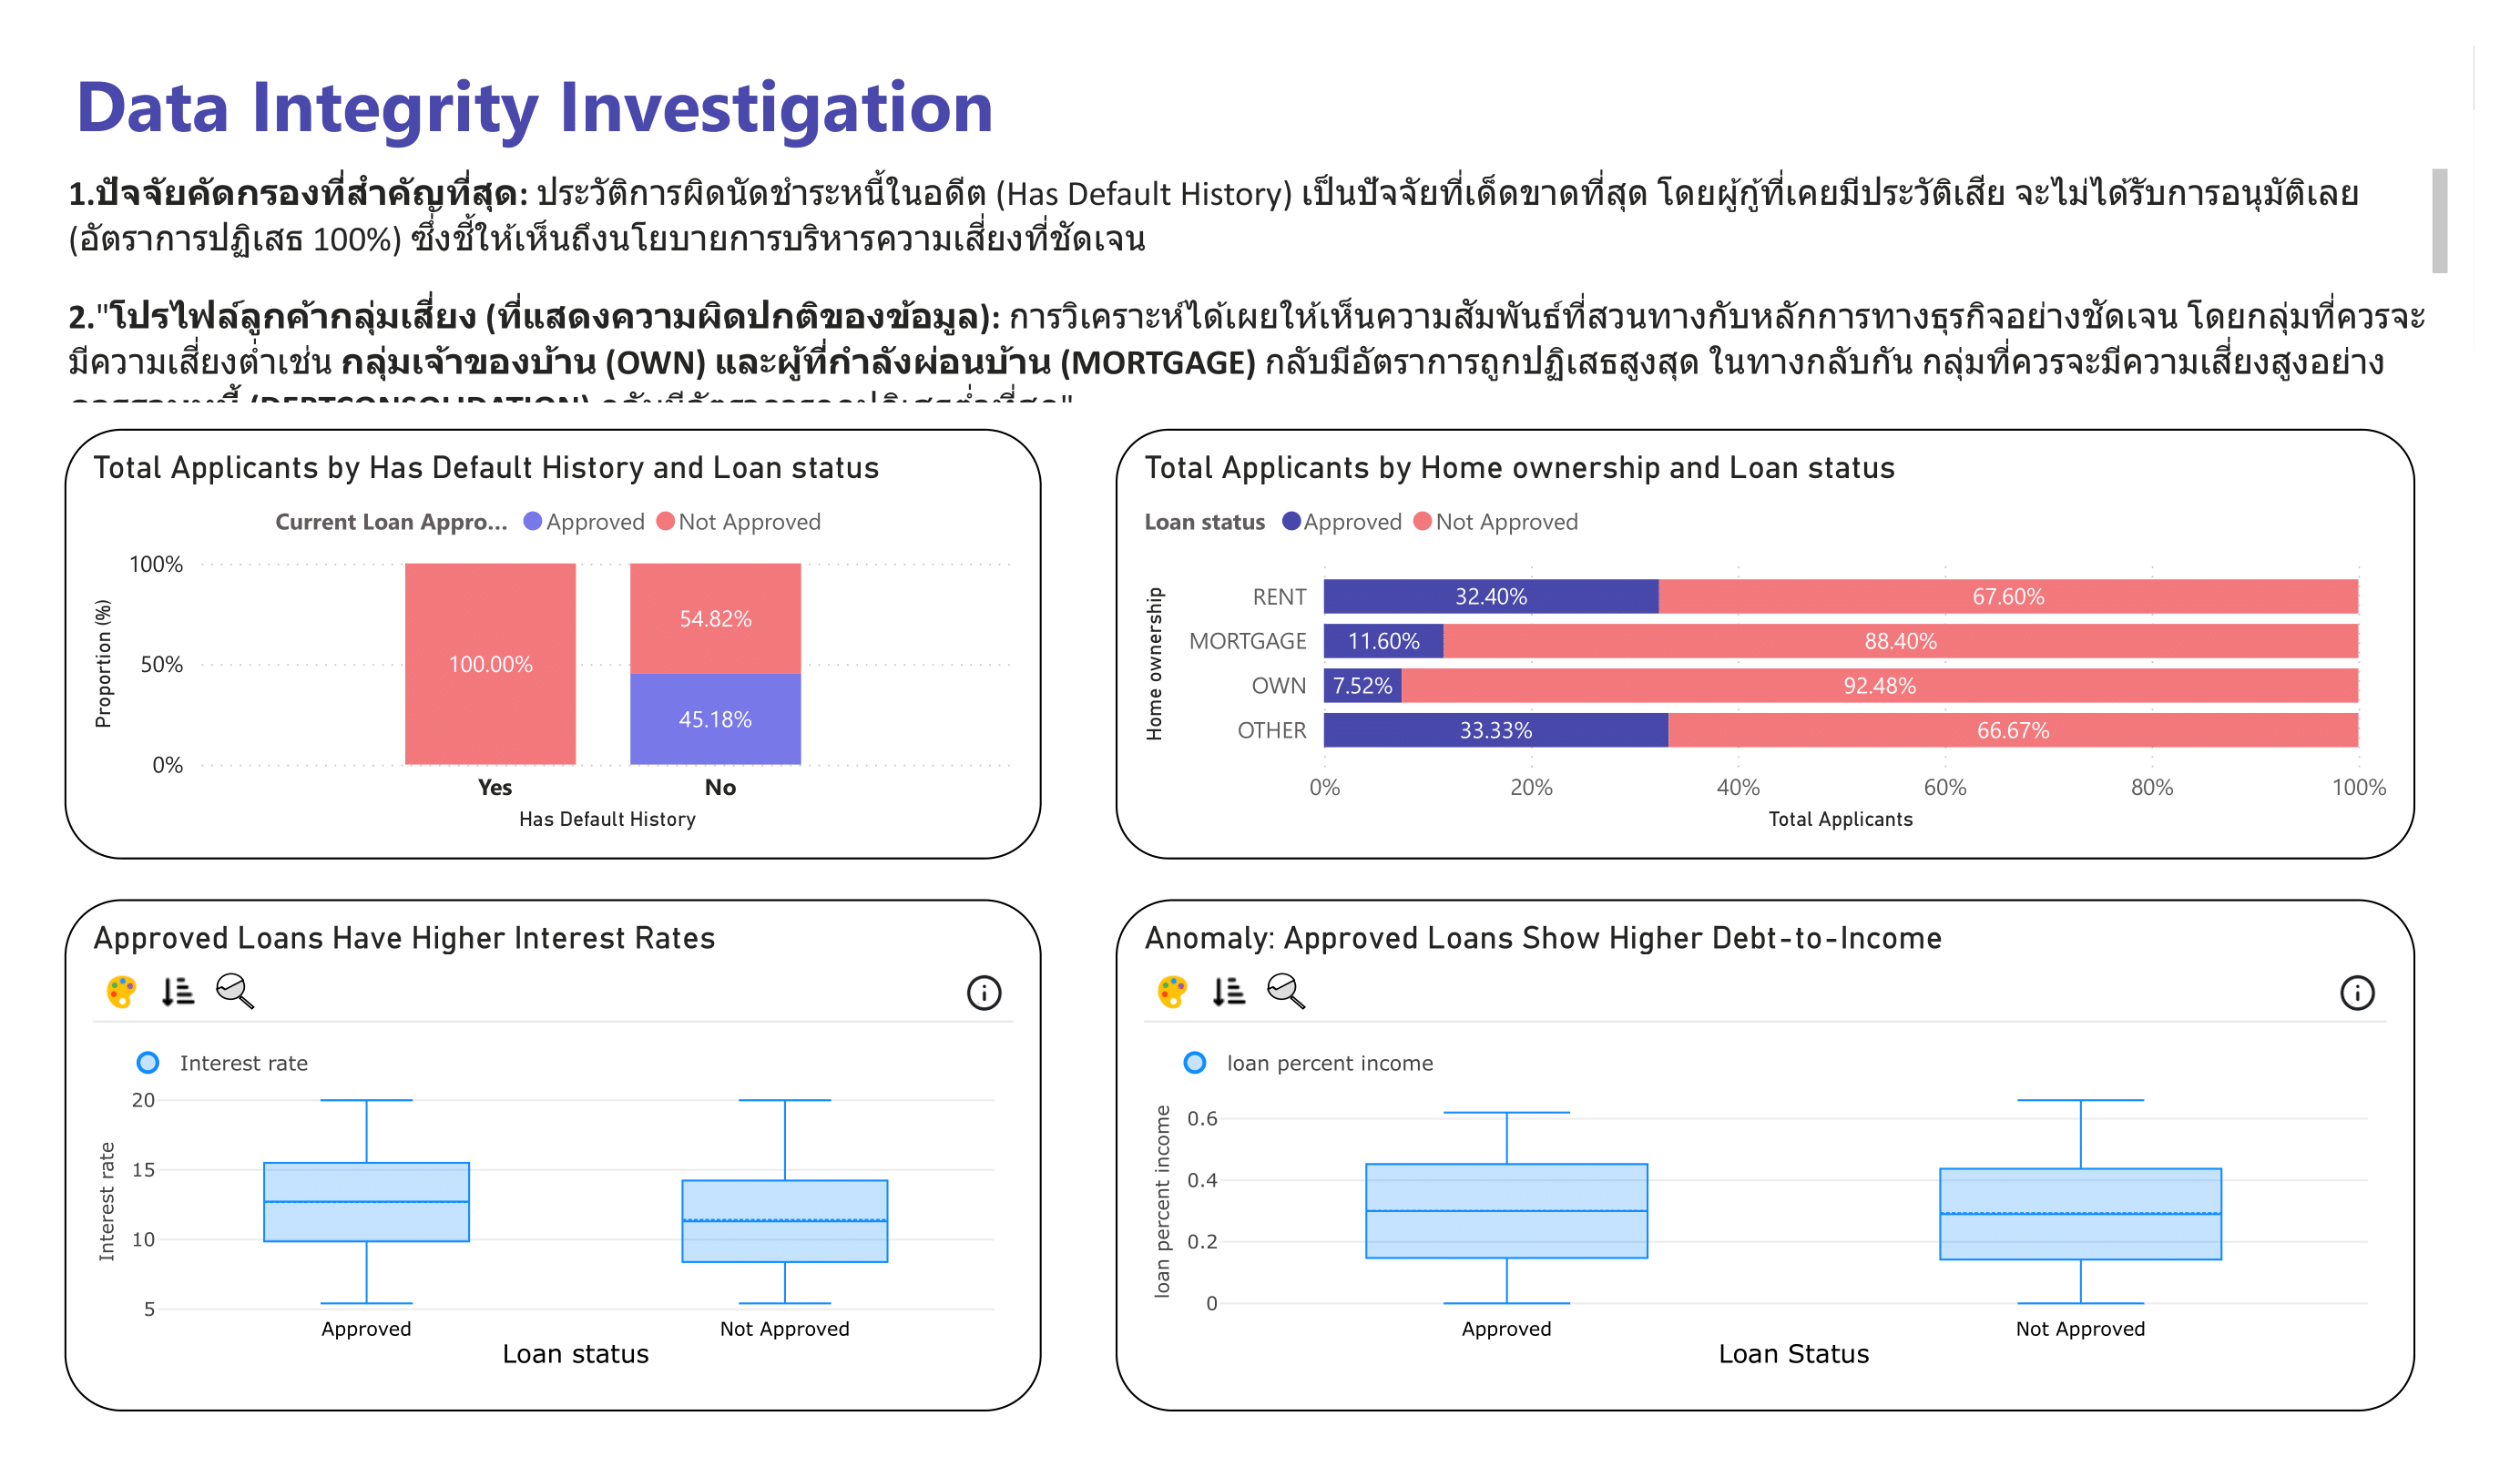 Data Integrity Investigation
1.ปัจจัยคัดกรองที่สำคัญที่สุด: ประวัติการผิดนัดชำระหนี้ในอดีต (Has Default History) เป็นปัจจัยที่เด็ดขาดที่สุด โดยผู้กู้ที่เคยมีประวัติเสีย จะไม่ได้รับการอนุมัติเลย
(อัตราการปฏิเสธ 100%) ซึ่งชี้ให้เห็นถึงนโยบายการบริหารความเสี่ยงที่ชัดเจน
2."โปรไฟล์ลูกค้ากลุ่มเสี่ยง (ที่แสดงความผิดปกติของข้อมูล): การวิเคราะห์ได้เผยให้เห็นความสัมพันธ์ที่สวนทางกับหลักการทางธุรกิจอย่างชัดเจน โดยกลุ่มที่ควรจะ
มีความเสี่ยงต่ำเช่น กลุ่มเจ้าของบ้าน (OWN) และผู้ที่กำลังผ่อนบ้าน (MORTGAGE) กลับมีอัตราการถูกปฏิเสธสูงสุด ในทางกลับกัน กลุ่มที่ควรจะมีความเสี่ยงสูงอย่าง
(DEBTCONSOLIDATION) กลับมีอัตราการถูกปฏิเสธต่ำที่สุด"
Total Applicants by Has Default History and Loan status
Current Loan Appro... Approved Not Approved
100%
50%
0%
Proportion (%)
100.00%
54.82%
45.18%
Yes No
Has Default History
Total Applicants by Home ownership and Loan status
Loan status Approved Not Approved
Home ownership
RENT 32.40% 67.60%
MORTGAGE 11.60% 88.40%
OWN 7.52% 92.48%
OTHER 33.33% 66.67%
0% 20% 40% 60% 80% 100%
Total Applicants
Approved Loans Have Higher Interest Rates
Interest rate
Interest rate
20
15
10
5
Approved Not Approved
Loan status
Anomaly: Approved Loans Show Higher Debt-to-Income
loan percent income
loan percent income
0.6
0.4
0.2
0
Approved Not Approved
Loan Status